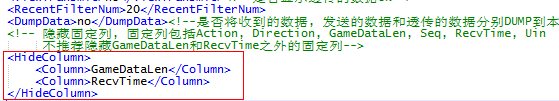 <RecentFilterNum>20</RecentFilterNum>
<DumpData>no</DumpData><!--是否将收到的数据，发送的数据和透传的数据分别DUMP到本
<!-- 隐藏固定列，固定列包括Action, Direction, GameDataLen, Seq, RecvTime, Uin
不推荐隐藏GameDataLen和RecvTime之外的固定列-->
<HideColumn>
<Column>GameDataLen</Column>
<Column>RecvTime</Column>
</HideColumn>